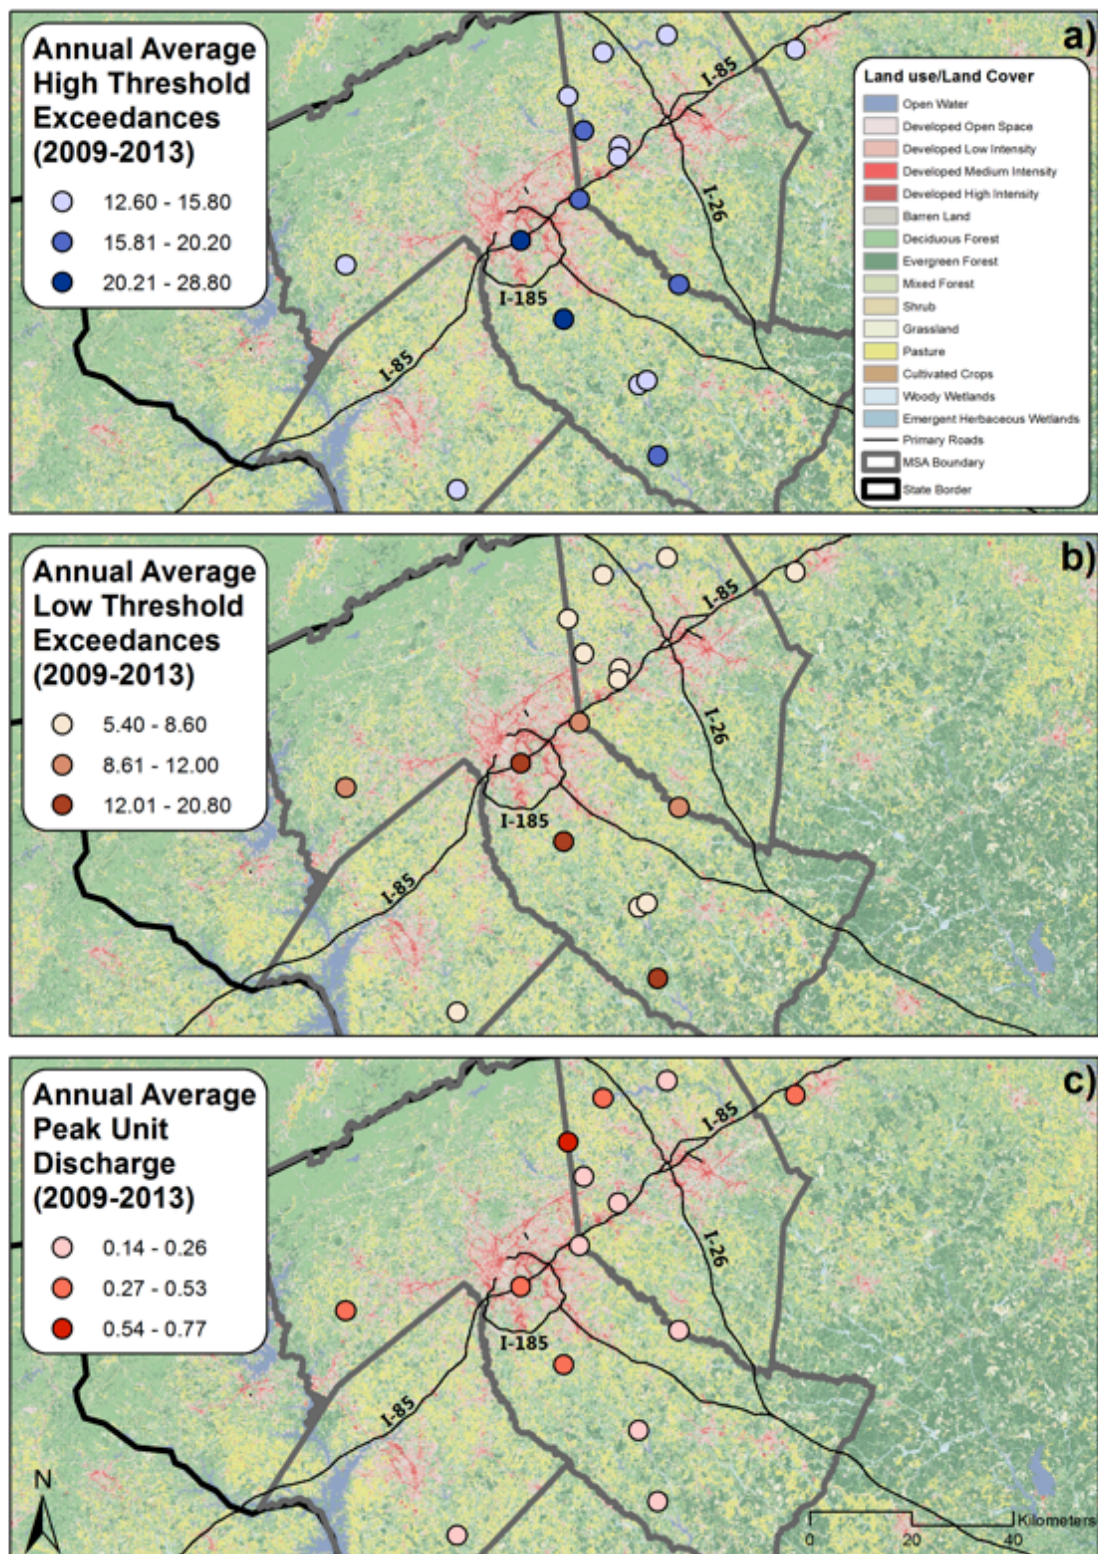 Annual Average
High Threshold
Exceedances
(2009-2013)
12.60 - 15.80
15.81 - 20.20
20.21 - 28.80
a)
I-85
I-26
I-185
I-85
Land use/Land Cover
Open Water
Developed Open Space
Developed Low Intensity
Developed Medium Intensity
Developed High Intensity
Barren Land
Deciduous Forest
Evergreen Forest
Mixed Forest
Shrub
Grassland
Pasture
Cultivated Crops
Woody Wetlands
Emergent Herbaceous Wetlands
Primary Roads
MSA Boundary
State Border
Annual Average
Low Threshold
Exceedances
(2009-2013)
5.40 - 8.60
8.61 - 12.00
12.01 - 20.80
b)
I-85
I-26
I-185
I-85
Annual Average
Peak Unit
Discharge
(2009-2013)
0.14 - 0.26
0.27 - 0.53
0.54 - 0.77
c)
I-85
I-26
I-185
I-85
N
Kilometers
0 20 40